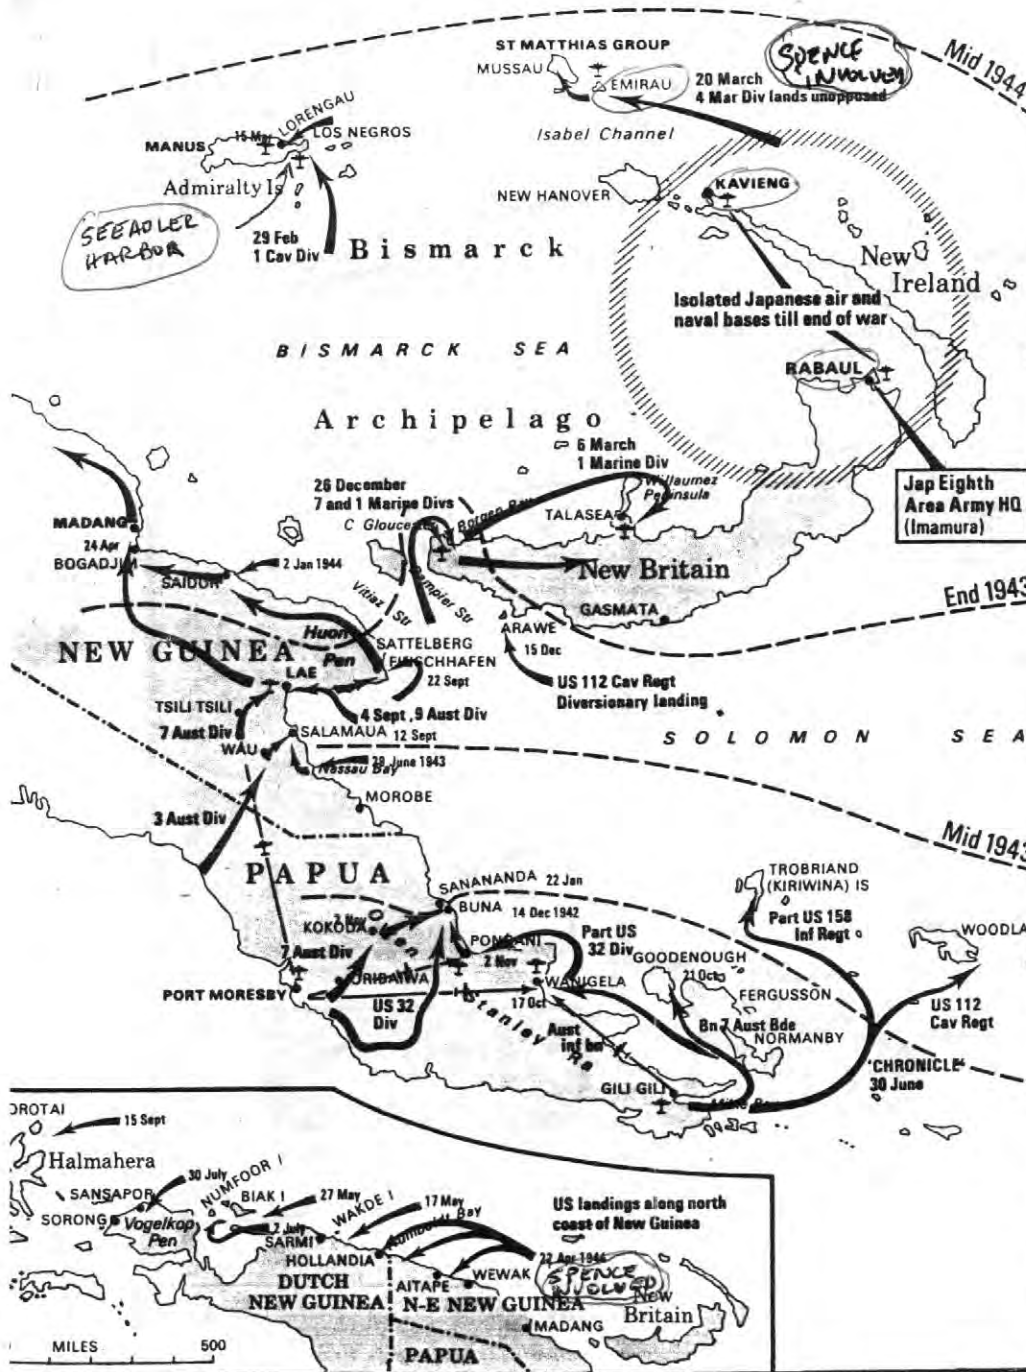 Mid 1944
SPENCE
INVOLVED
ST MATTHIAS GROUP
MUSSAU
EMIRAU
20 March
4 Mar Div lands unopposed
Isabel Channel
15 Mar
LORENGAU
LOS NEGROS
MANUS
Admiralty Is
SEEADLER
HARBOR
29 Feb
1 Cav Div
NEW HANOVER
KAVIENG
Bismarck
New
Ireland
Isolated Japanese air and
naval bases till end of war
BISMARCK SEA
RABAUL
Archipelago
6 March
1 Marine Div
Willaumez
Peninsula
26 December
7 and 1 Marine Divs
C Gloucester
Borgen Bay
TALASEA
Jap Eighth
Area Army HQ
(Imamura)
MADANG
24 Apr
BOGADJIM
SAIDOR
2 Jan 1944
Vitiaz Str
Dampier Str
New Britain
GASMATA
End 1943
ARAWE
15 Dec
US 112 Cav Regt
Diversionary landing
NEW GUINEA
Huon
Pen
SATTELBERG
FINSCHHAFEN
22 Sept
LAE
TSILI TSILI
7 Aust Div
4 Sept, 9 Aust Div
SALAMAUA
12 Sept
WAU
Nassau Bay
29 June 1943
SOLOMON SEA
MOROBE
3 Aust Div
Mid 1943
PAPUA
SANANANDA
22 Jan
BUNA
14 Dec 1942
TROBRIAND
(KIRIWINA) IS
Part US 158
Inf Regt
WOODLA
2 Nov
KOKODA
7 Aust Div
PONGANI
2 Nov
Part US
32 Div
GOODENOUGH
21 Oct
FERGUSSON
WANIGELA
17 Oct
PORT MORESBY
US 32
Div
Owen
Stanley Ra
Aust
inf bn
Bn 7 Aust Bde
NORMANBY
US 112
Cav Regt
'CHRONICLE'
30 June
GILI GILI
OROTAI
15 Sept
Halmahera
30 July
SANSAPOR
NUMFOOR I
BIAK I
27 May
WAKDE I
17 May
US landings along north
coast of New Guinea
SORONG
Vogelkop
Pen
2 July
SARMI
Humboldt Bay
HOLLANDIA
22 Apr 1944
SPENCE
INVOLVED
AITAPE
WEWAK
DUTCH
NEW GUINEA
N-E NEW GUINEA
New
Britain
MADANG
PAPUA
MILES
500